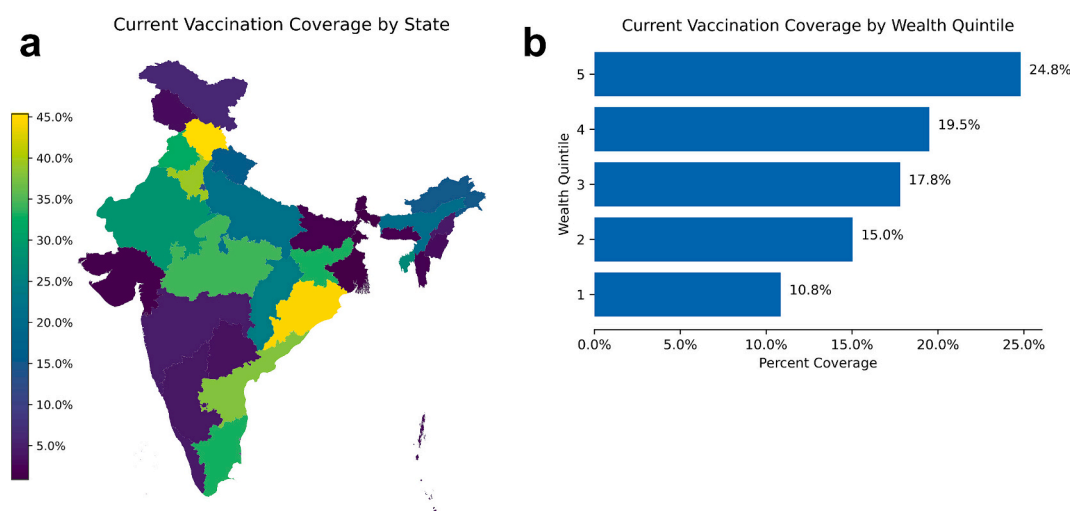 a
Current Vaccination Coverage by State
45.0%
40.0%
35.0%
30.0%
25.0%
20.0%
15.0%
10.0%
5.0%
b
Current Vaccination Coverage by Wealth Quintile
Wealth Quintile
5
24.8%
4
19.5%
3
17.8%
2
15.0%
1
10.8%
0.0% 5.0% 10.0% 15.0% 20.0% 25.0%
Percent Coverage